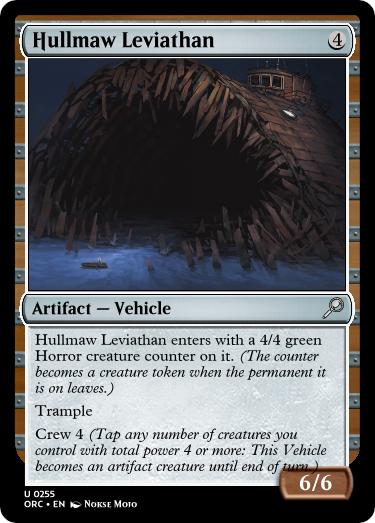 Hullmaw Leviathan 4
Artifact — Vehicle
Hullmaw Leviathan enters with a 4/4 green
Horror creature counter on it. (The counter
becomes a creature token when the permanent it
is on leaves.)
Trample
Crew 4 (Tap any number of creatures you
control with total power 4 or more: This Vehicle
becomes an artifact creature until end of turn.)
6/6
U 0255
ORC • EN Nokse Moto